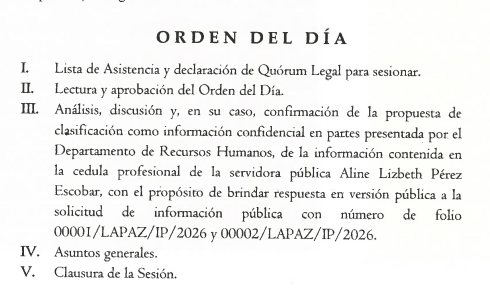 ORDEN DEL DÍA
I. Lista de Asistencia y declaración de Quórum Legal para sesionar.
II. Lectura y aprobación del Orden del Día.
III. Análisis, discusión y, en su caso, confirmación de la propuesta de
clasificación como información confidencial en partes presentada por el
Departamento de Recursos Humanos, de la información contenida en
la cedula profesional de la servidora pública Aline Lizbeth Pérez
Escobar, con el propósito de brindar respuesta en versión pública a la
solicitud de información pública con número de folio
00001/LAPAZ/IP/2026 y 00002/LAPAZ/IP/2026.
IV. Asuntos generales.
V. Clausura de la Sesión.